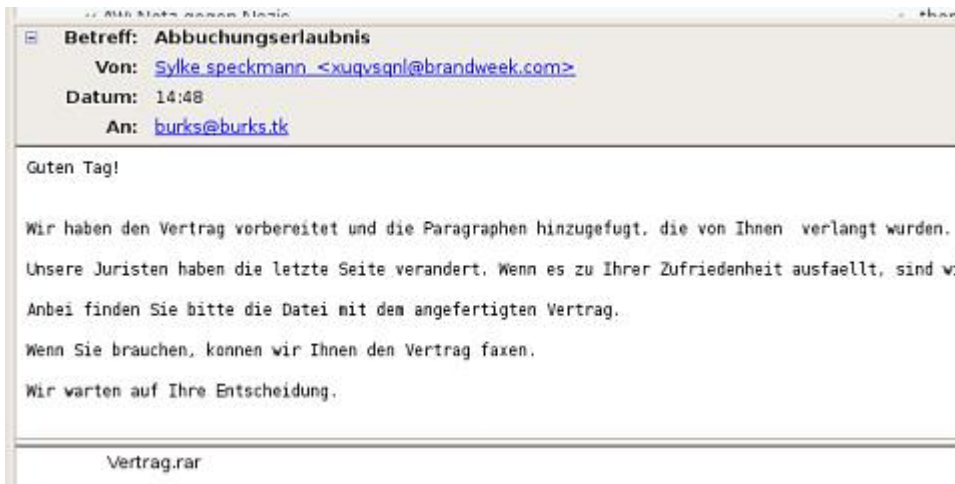 Betreff: Abbuchungserlaubnis
Von: Sylke speckmann <xuqvsqnl@brandweek.com>
Datum: 14:48
An: burks@burks.tk
Guten Tag!
Wir haben den Vertrag vorbereitet und die Paragraphen hinzugefugt, die von Ihnen verlangt wurden.
Unsere Juristen haben die letzte Seite verandert. Wenn es zu Ihrer Zufriedenheit ausfaellt, sind
Anbei finden Sie bitte die Datei mit dem angefertigten Vertrag.
Wenn Sie brauchen, konnen wir Ihnen den Vertrag faxen.
Wir warten auf Ihre Entscheidung.
Vertrag.rar